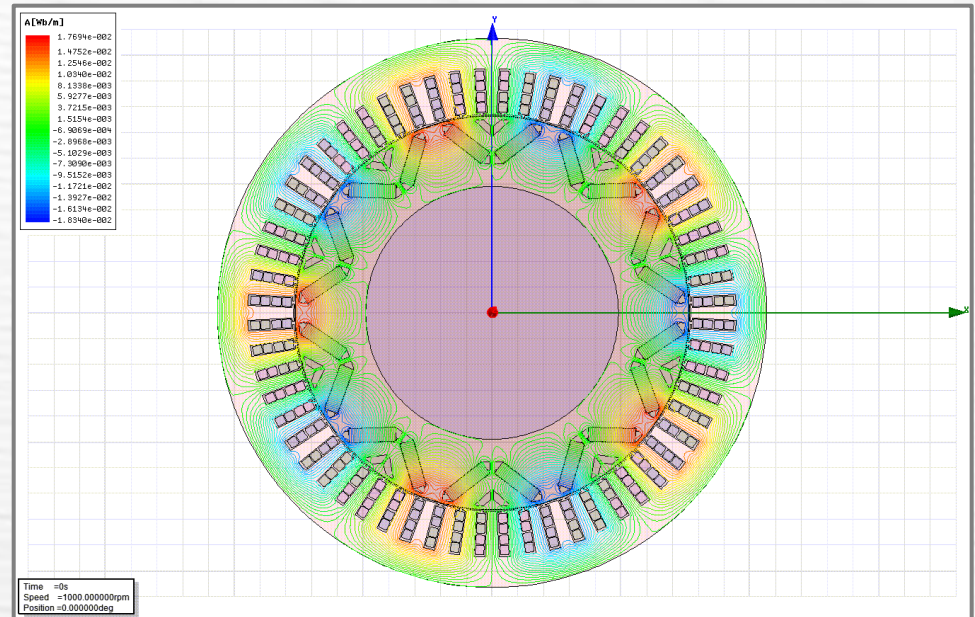 A[Wb/m]
1.7694e-002
1.4752e-002
1.2546e-002
1.0340e-002
8.1338e-003
5.9277e-003
3.7215e-003
1.5154e-003
-6.9069e-004
-2.8968e-003
-5.1029e-003
-7.3090e-003
-9.5152e-003
-1.1721e-002
-1.3927e-002
-1.6134e-002
-1.8340e-002
Y
X
Time =0s
Speed =1000.000000rpm
Position =0.000000deg